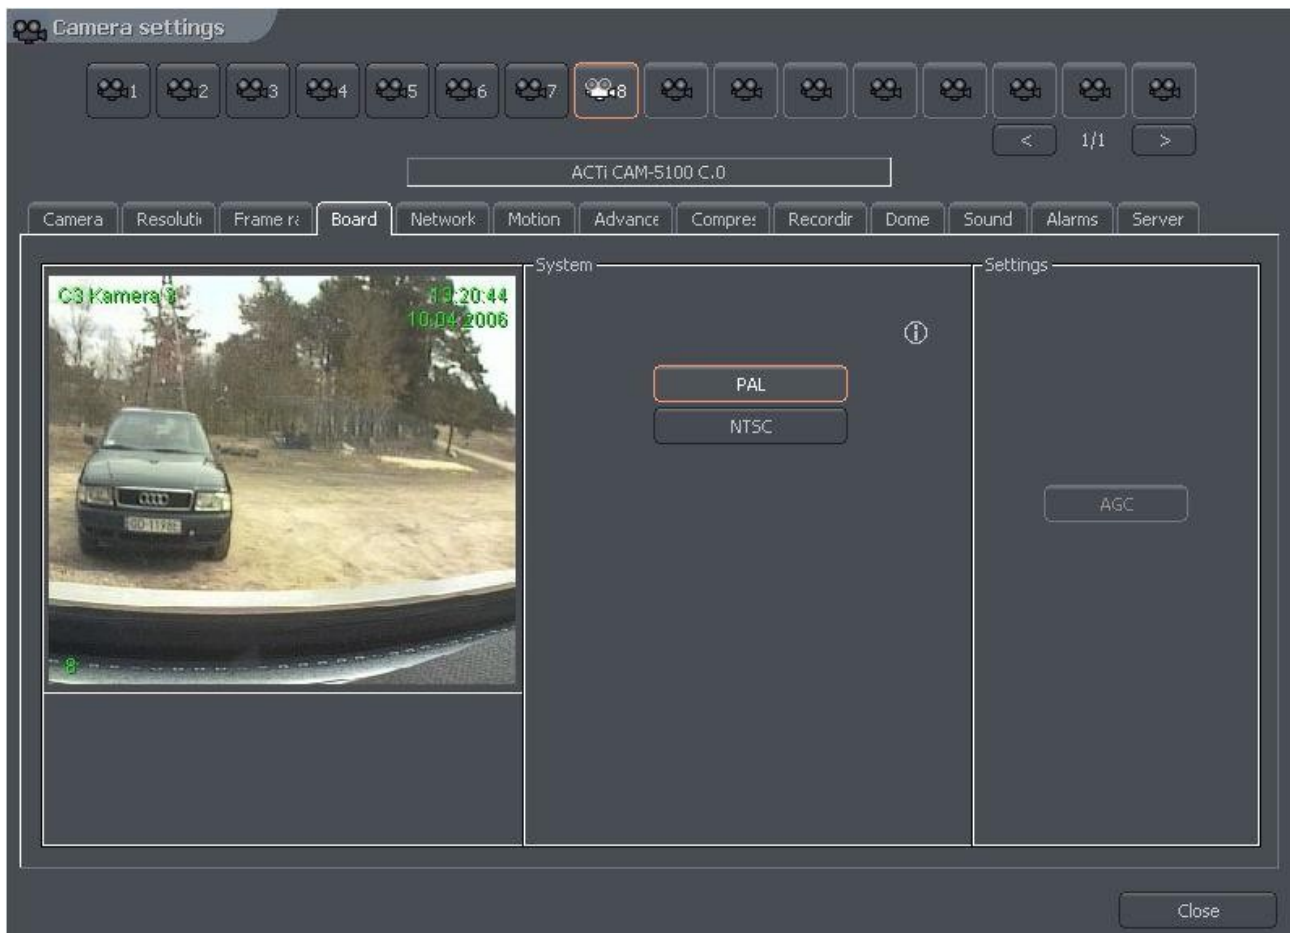 Camera settings
1 2 3 4 5 6 7 8
< 1/1 >
ACTi CAM-5100 C.0
Camera Resoluti Frame ra Board Network Motion Advance Compres Recordir Dome Sound Alarms Server
System
Settings
C3 Kamera
:20:44
10.04.2006
8
PAL
NTSC
AGC
Close